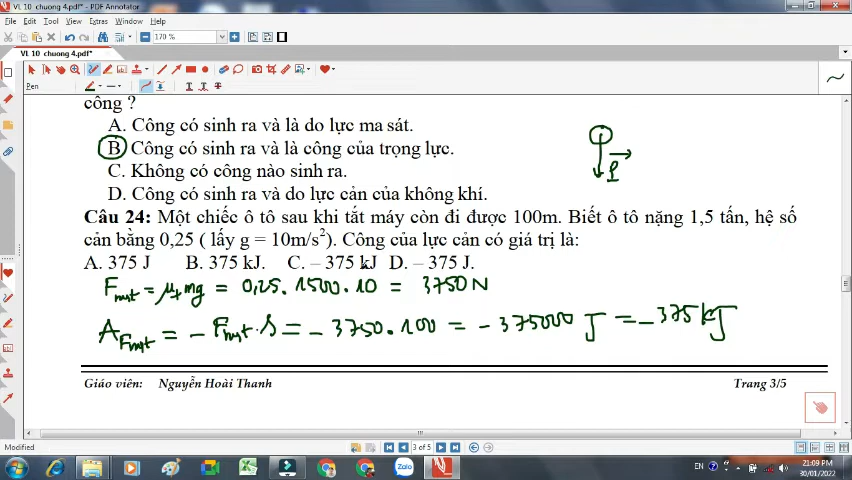 VL 10 chuong 4.pdf* - PDF Annotator
File Edit Tool View Extras Window Help
170 %
VL 10 chuong 4.pdf*
Pen
công ?
A. Công có sinh ra và là do lực ma sát.
B. Công có sinh ra và là công của trọng lực.
C. Không có công nào sinh ra.
D. Công có sinh ra và do lực cản của không khí.
P
Câu 24: Một chiếc ô tô sau khi tắt máy còn đi được 100m. Biết ô tô nặng 1,5 tấn, hệ số
cản bằng 0,25 ( lấy g = 10m/s²). Công của lực cản có giá trị là:
A. 375 J B. 375 kJ. C. – 375 kJ D. – 375 J.
Fmst = μt mg = 0,25. 1500. 10 = 3750 N
AFmst = - Fmst . s = - 3750. 100 = - 375000 J = - 375 kJ
Giáo viên: Nguyễn Hoài Thanh Trang 3/5
Modified 3 of 5
Zalo EN 21:09 PM
30/01/2022